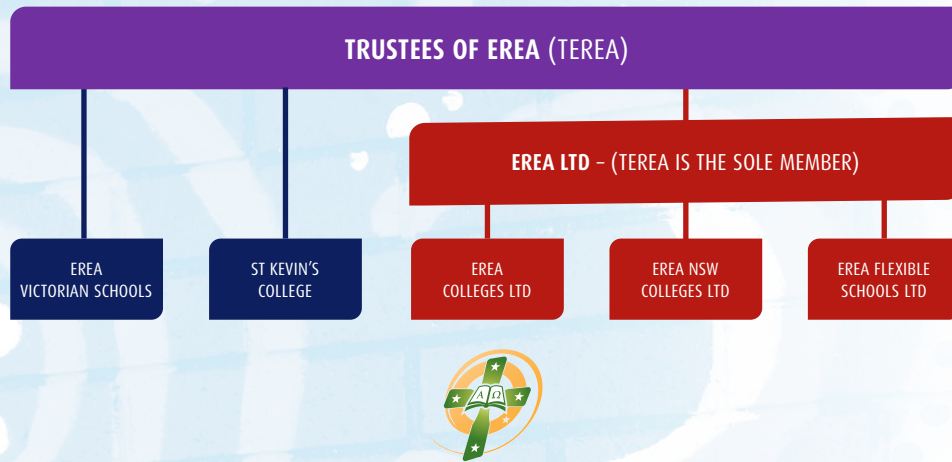 TRUSTEES OF EREA (TEREA)
EREA LTD - (TEREA IS THE SOLE MEMBER)
EREA
VICTORIAN SCHOOLS
ST KEVIN'S
COLLEGE
EREA
COLLEGES LTD
EREA NSW
COLLEGES LTD
EREA FLEXIBLE
SCHOOLS LTD
Α Ω